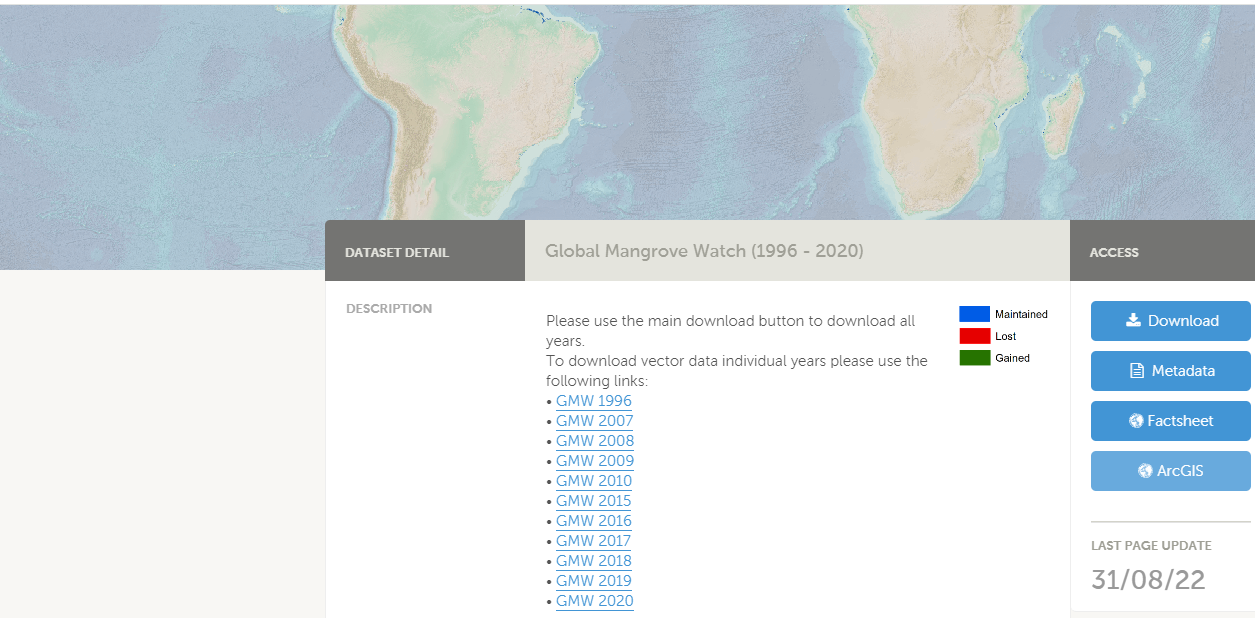 DATASET DETAIL
Global Mangrove Watch (1996 - 2020)
ACCESS
DESCRIPTION
Please use the main download button to download all
years.
To download vector data individual years please use the
following links:
• GMW 1996
• GMW 2007
• GMW 2008
• GMW 2009
• GMW 2010
• GMW 2015
• GMW 2016
• GMW 2017
• GMW 2018
• GMW 2019
• GMW 2020
Maintained
Lost
Gained
Download
Metadata
Factsheet
ArcGIS
LAST PAGE UPDATE
31/08/22